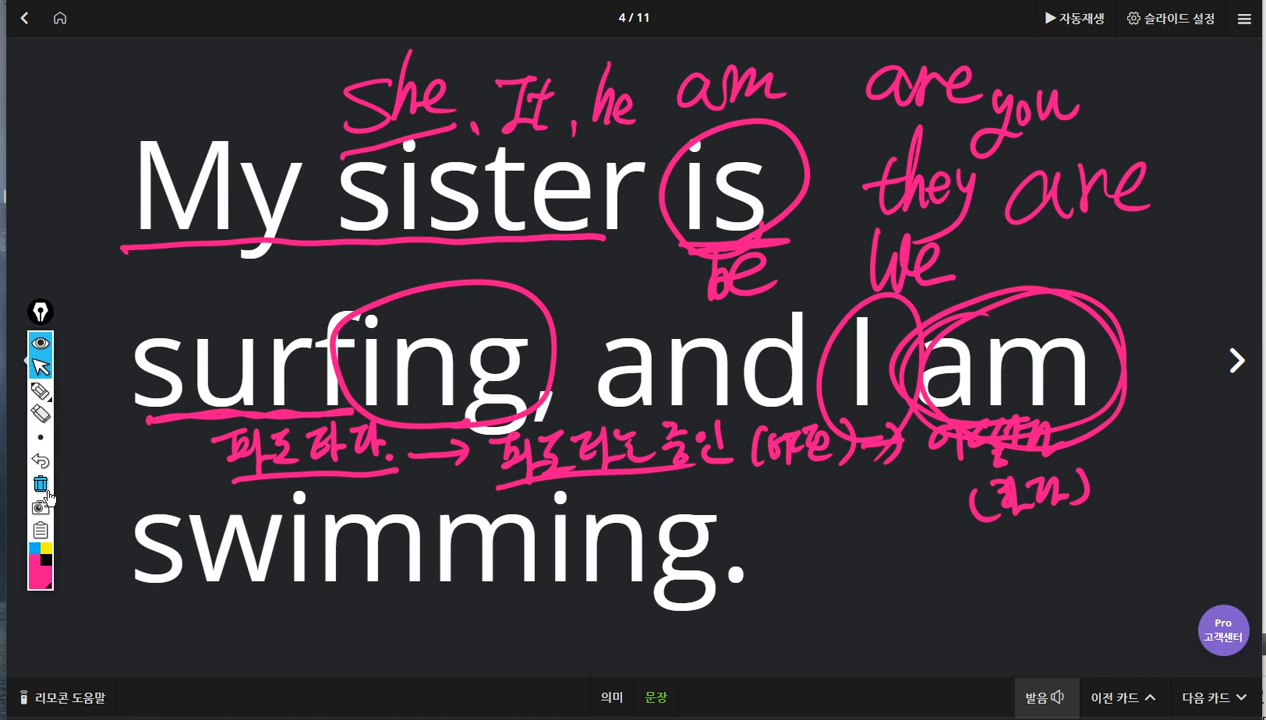 4 / 11
자동재생
슬라이드 설정
She, It, he am are you
My sister is they are
be we
surfing, and I am
파도타다. → 파도타는 중인 (바쁜) →
swimming.
Pro
고객센터
리모콘 도움말
의미
문장
발음
이전 카드
다음 카드